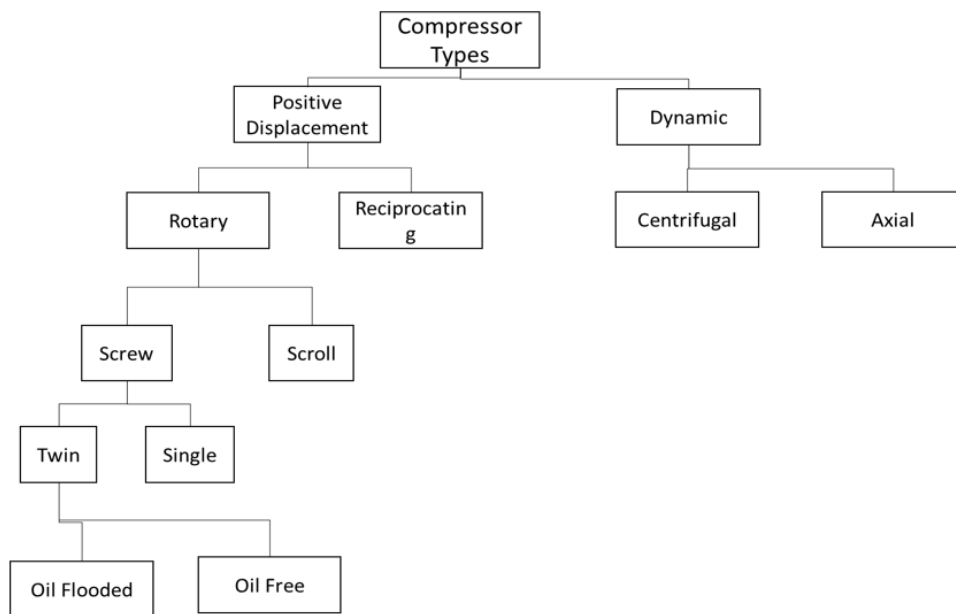 Compressor
Types
Positive
Displacement
Dynamic
Rotary
Reciprocatin
g
Centrifugal
Axial
Screw
Scroll
Twin
Single
Oil Flooded
Oil Free